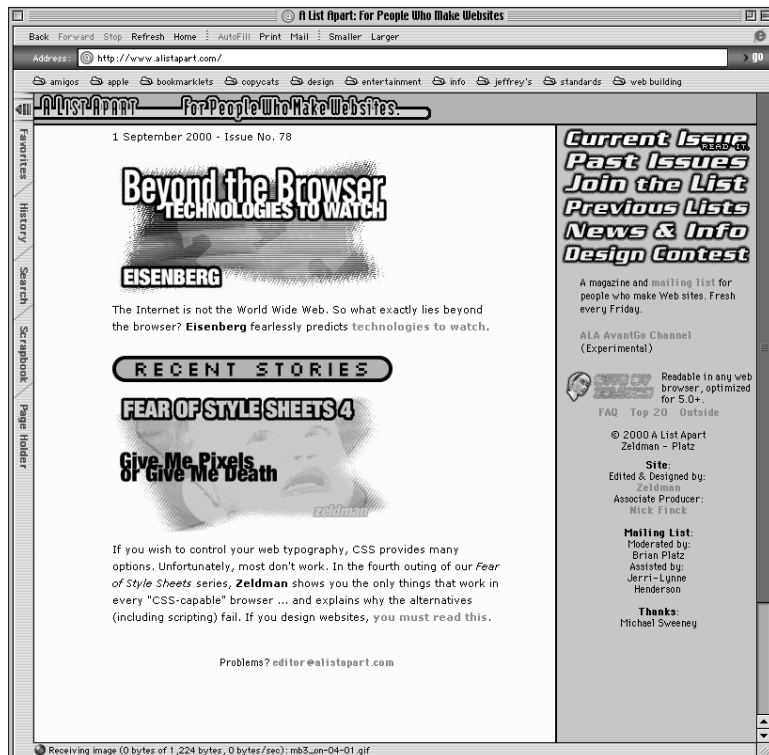 A List Apart: For People Who Make Websites
Back Forward Stop Refresh Home AutoFill Print Mail Smaller Larger
Address: @ http://www.alistapart.com/ go
amigos apple bookmarklets copycats design entertainment info jeffrey's standards web building
A LIST APART For People Who Make Websites.
Favorites
History
Search
Scrapbook
Page Holder
1 September 2000 - Issue No. 78
Beyond the Browser
TECHNOLOGIES TO WATCH
EISENBERG
The Internet is not the World Wide Web. So what exactly lies beyond
the browser? Eisenberg fearlessly predicts technologies to watch.
RECENT STORIES
FEAR OF STYLE SHEETS 4
Give Me Pixels
or Give Me Death
zeldman
If you wish to control your web typography, CSS provides many
options. Unfortunately, most don't work. In the fourth outing of our Fear
of Style Sheets series, Zeldman shows you the only things that work in
every "CSS-capable" browser ... and explains why the alternatives
(including scripting) fail. If you design websites, you must read this.
Problems? editor@alistapart.com
Current Issue
READ IT.
Past Issues
Join the List
Previous Lists
News & Info
Design Contest
A magazine and mailing list for
people who make Web sites. Fresh
every Friday.
ALA AvantGo Channel
(Experimental)
Readable in any web
browser, optimized
for 5.0+.
FAQ Top 20 Outside
© 2000 A List Apart
Zeldman - Platz
Site:
Edited & Designed by:
Zeldman
Associate Producer:
Nick Finck
Mailing List:
Moderated by:
Brian Platz
Assisted by:
Jerri-Lynne
Henderson
Thanks:
Michael Sweeney
Receiving image (0 bytes of 1,224 bytes, 0 bytes/sec): mb3_on-04-01.gif